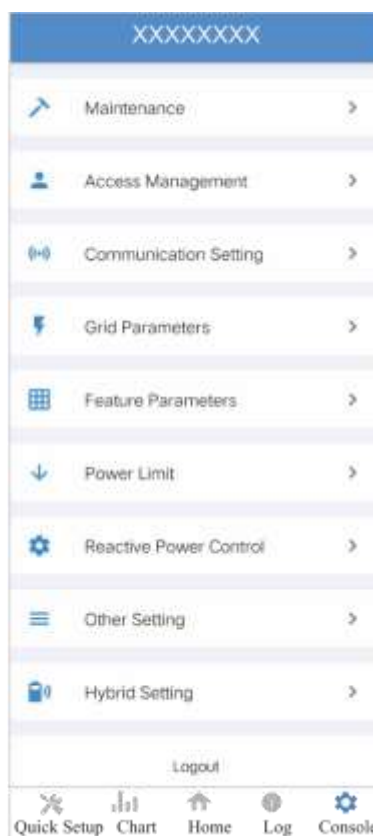 XXXXXXXX
Maintenance
Access Management
Communication Setting
Grid Parameters
Feature Parameters
Power Limit
Reactive Power Control
Other Setting
Hybrid Setting
Logout
Quick Setup Chart Home Log Console